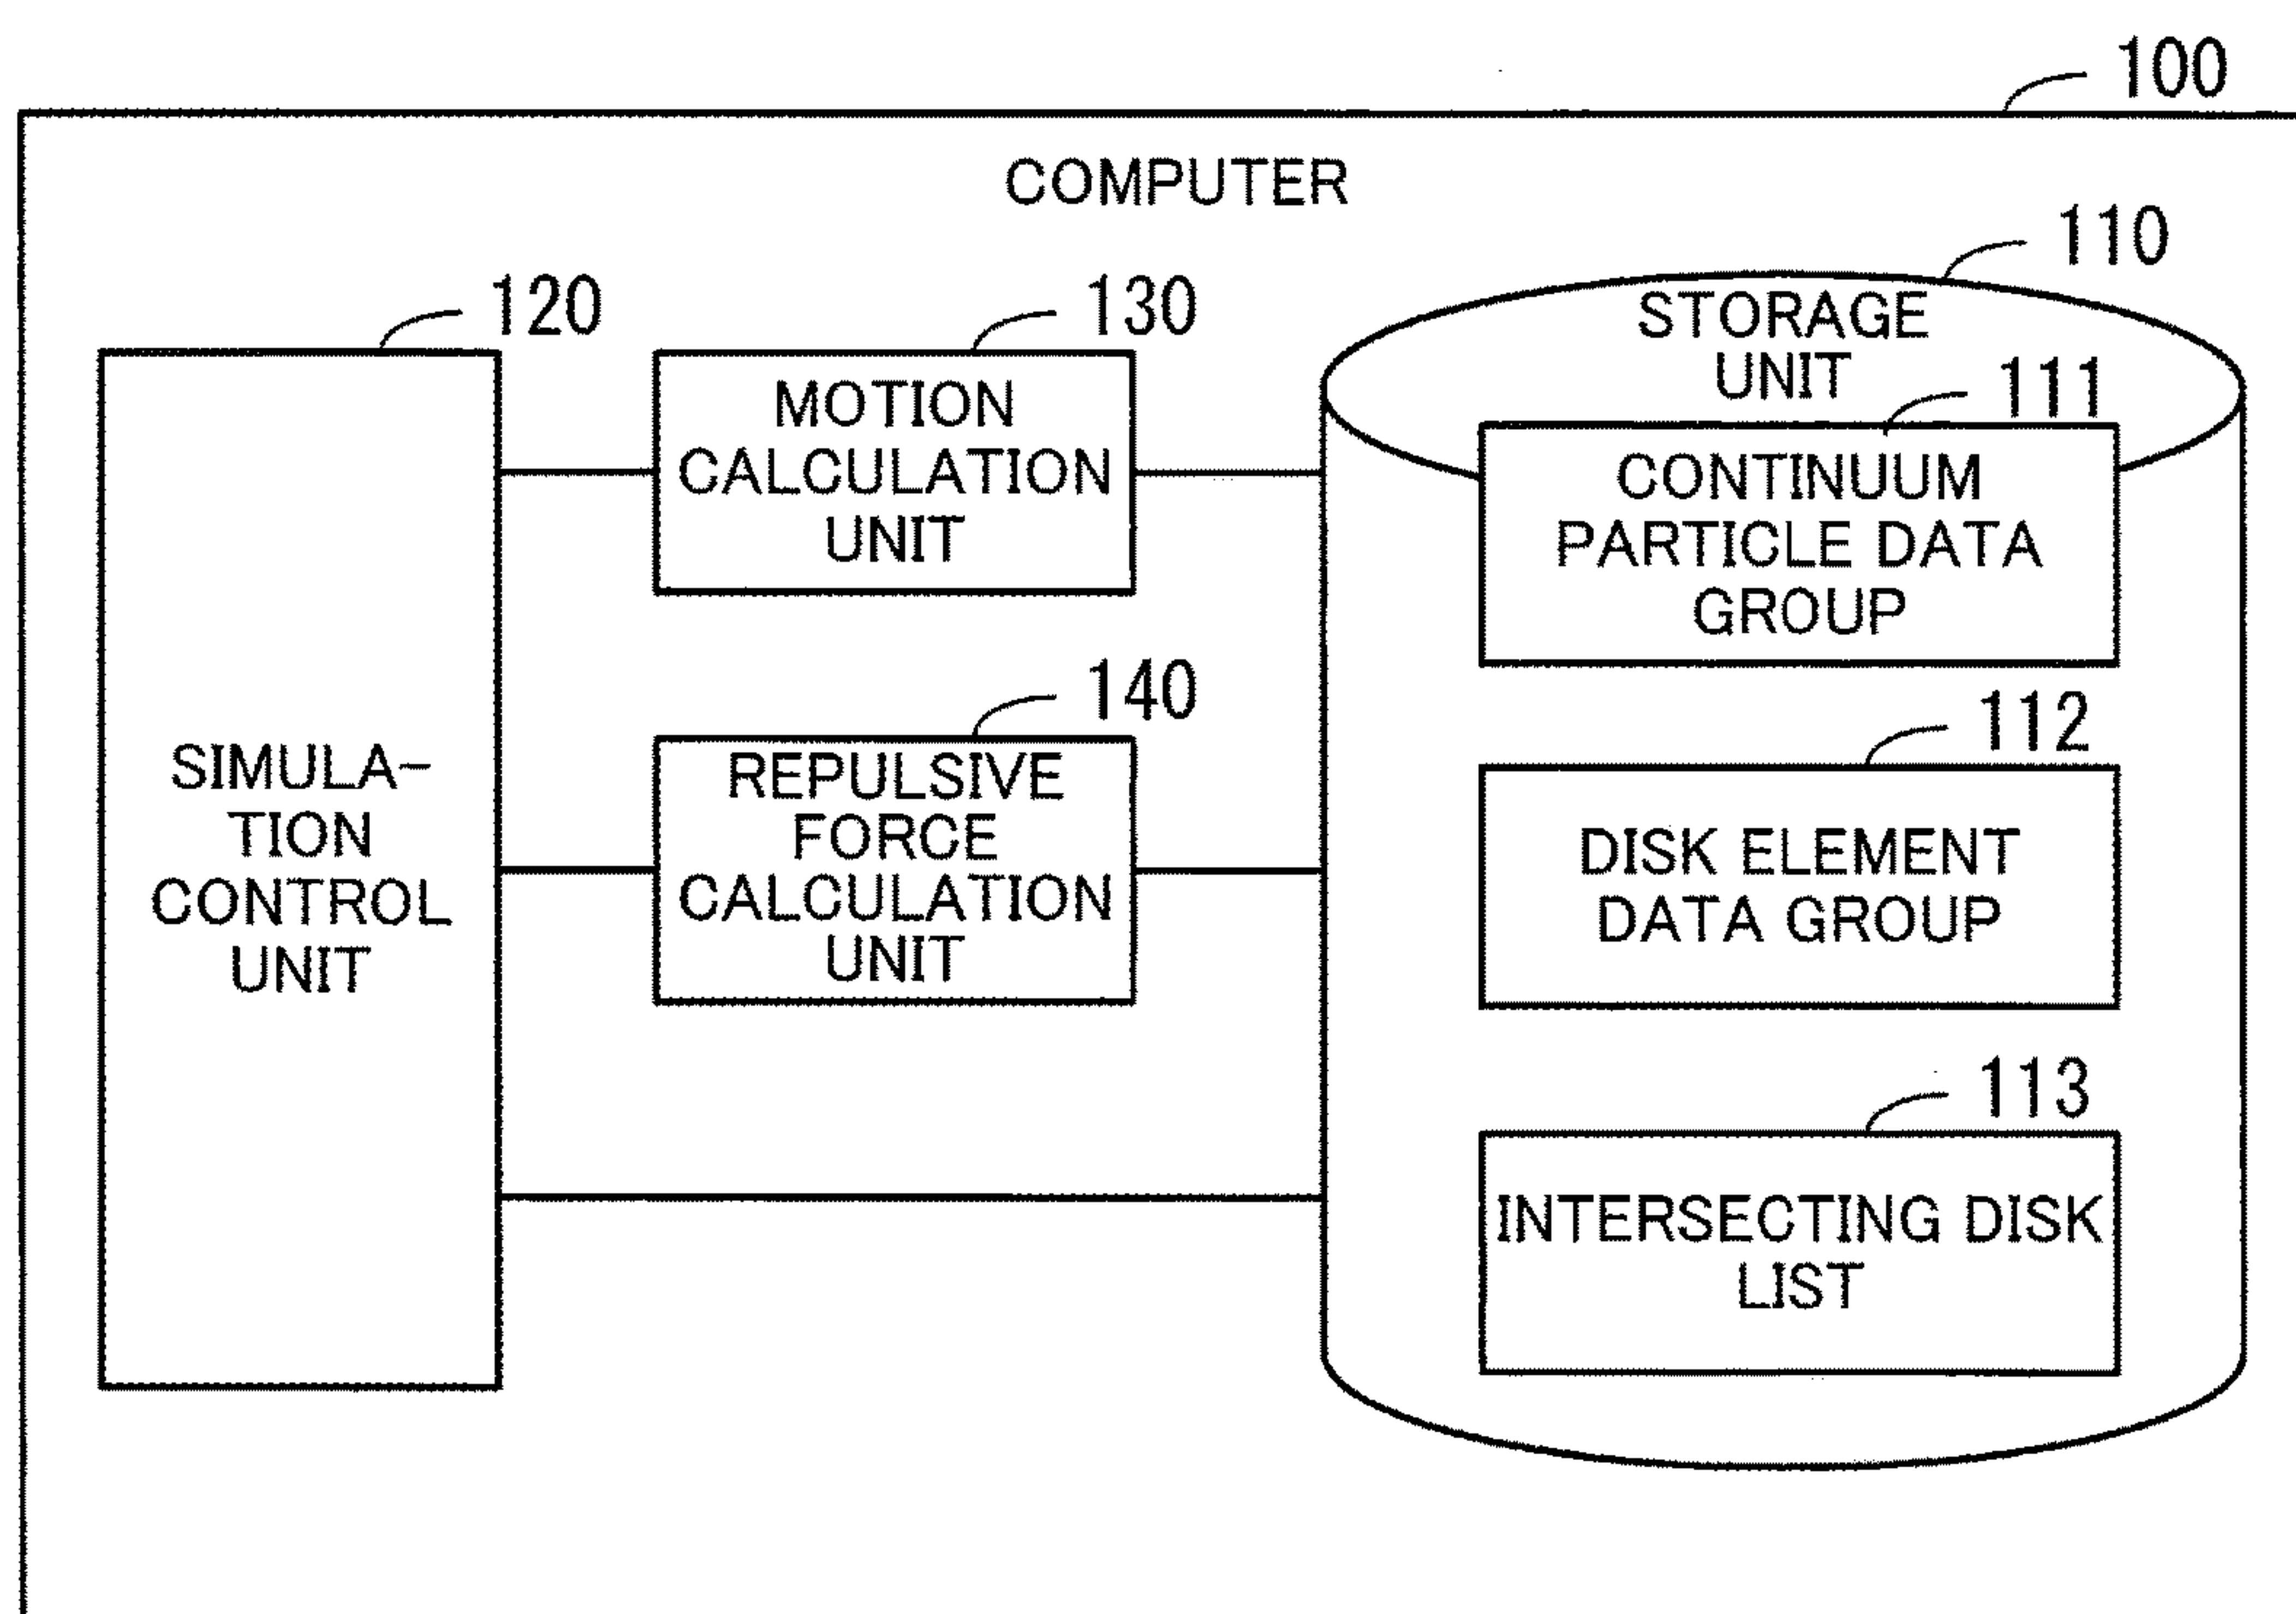 100
COMPUTER
110
STORAGE
UNIT
120
SIMULA-
TION
CONTROL
UNIT
130
MOTION
CALCULATION
UNIT
140
REPULSIVE
FORCE
CALCULATION
UNIT
111
CONTINUUM
PARTICLE DATA
GROUP
112
DISK ELEMENT
DATA GROUP
113
INTERSECTING DISK
LIST